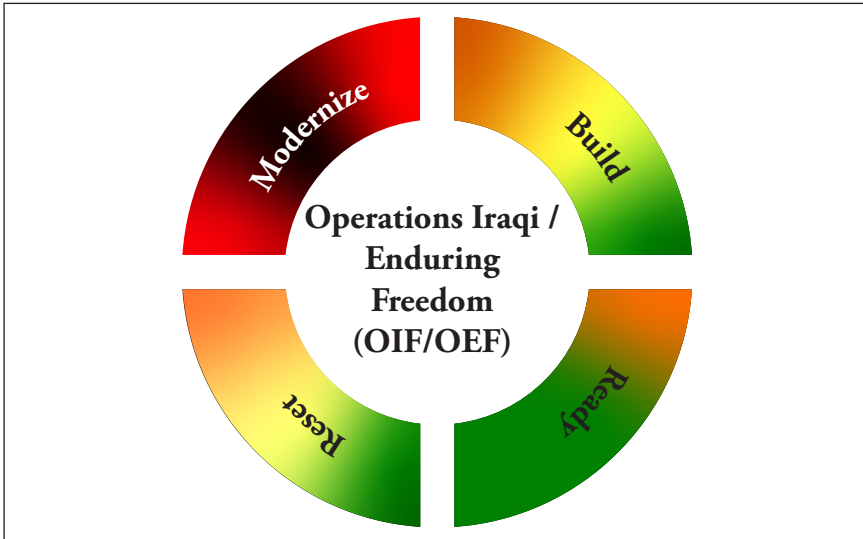 Modernize
Build
Operations Iraqi /
Enduring
Freedom
(OIF/OEF)
Reset
Ready